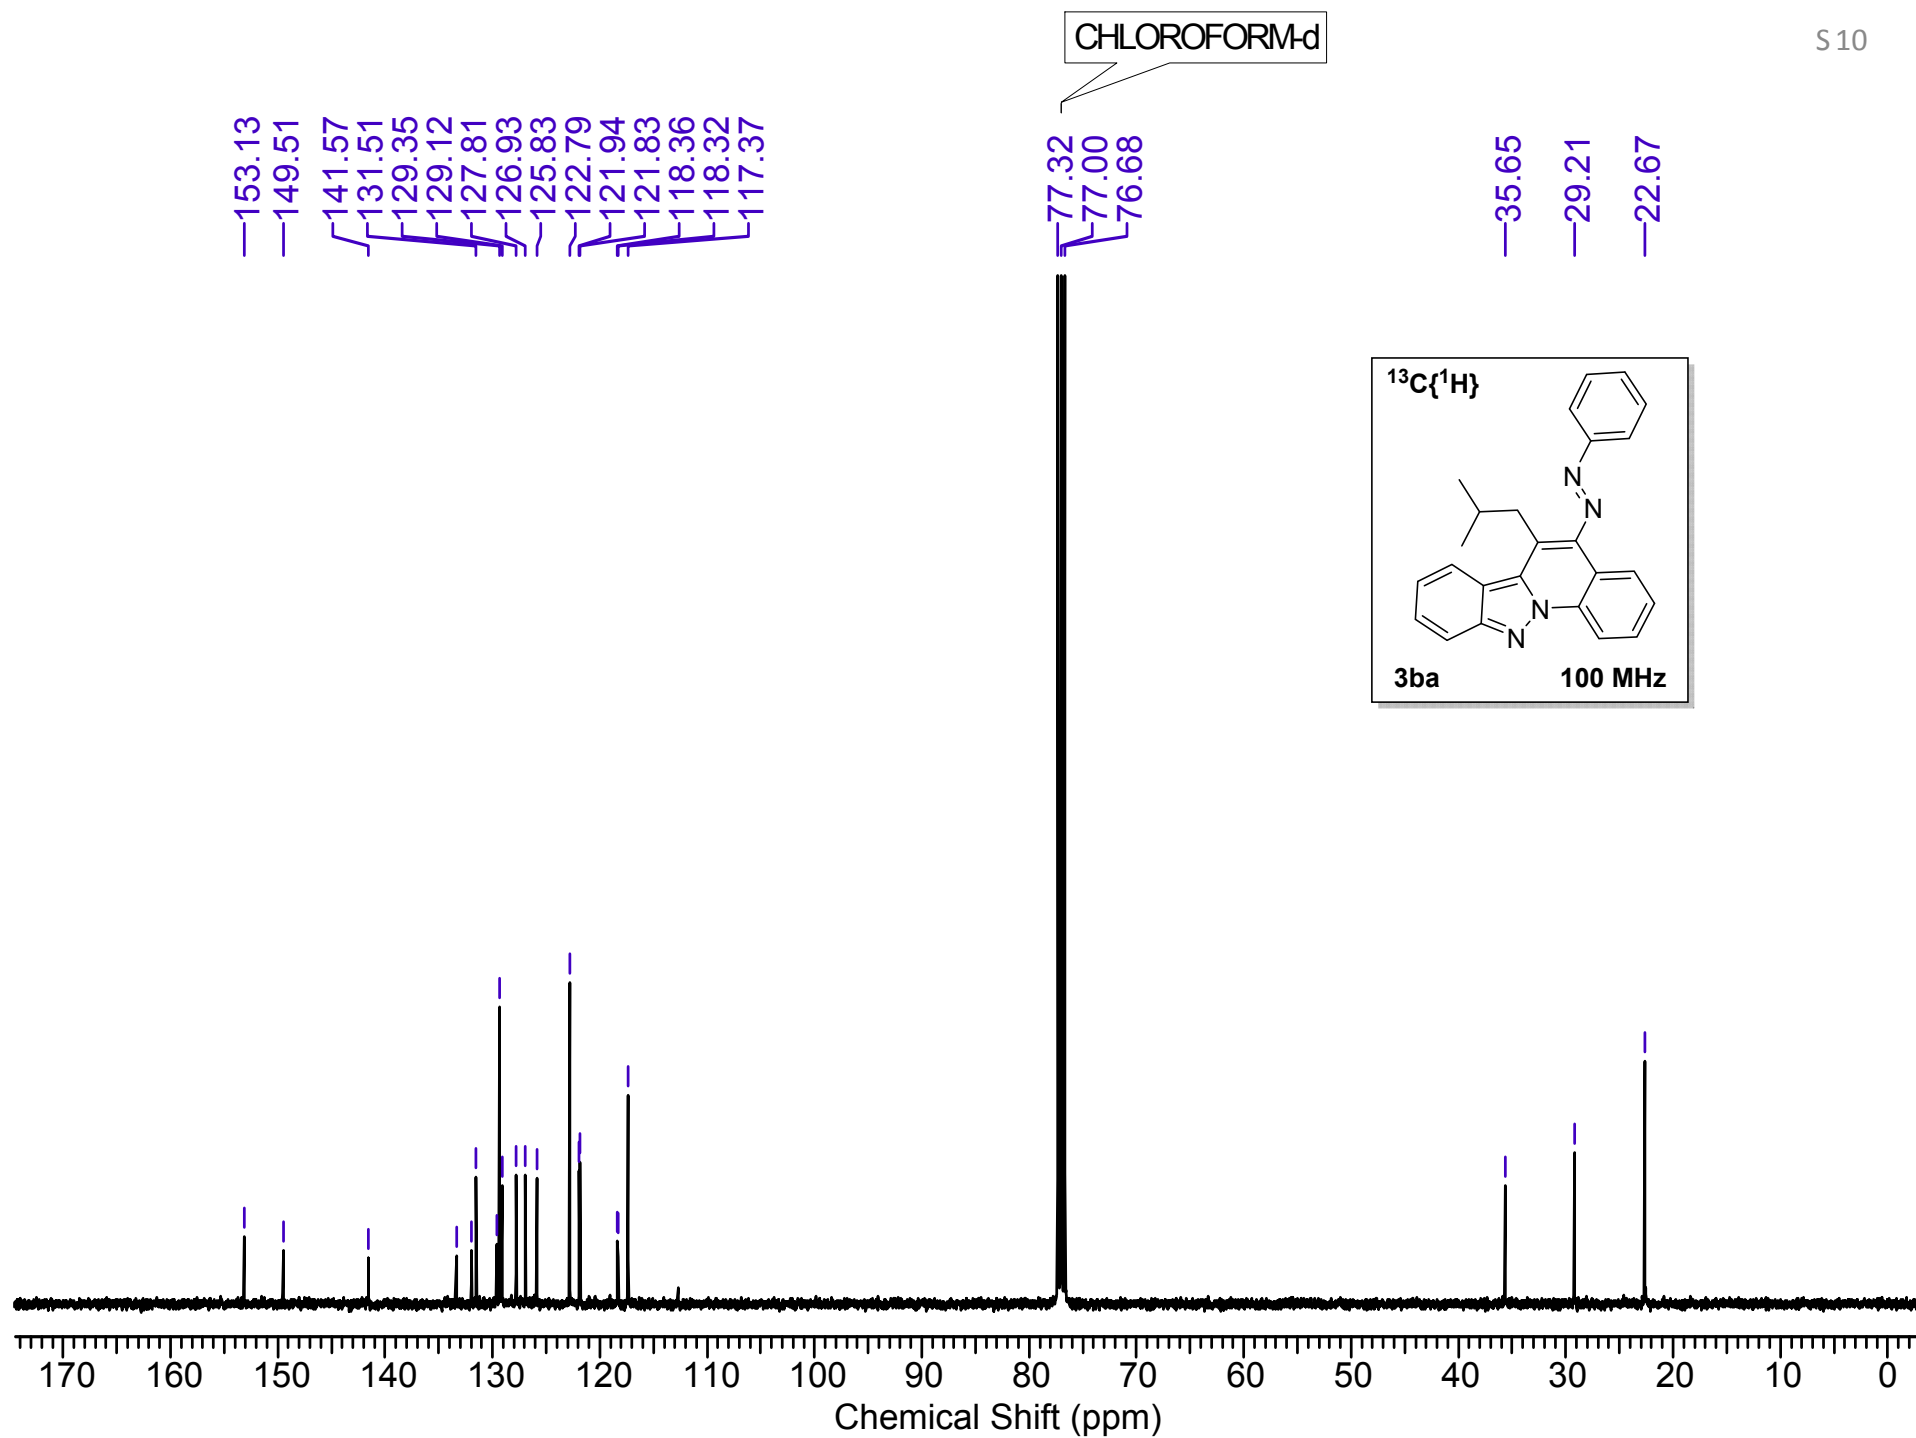 CHLOROFORM-d
S 10
153.13
149.51
141.57
131.51
129.35
129.12
127.81
126.93
125.83
122.79
121.94
121.83
118.36
118.32
117.37
77.32
77.00
76.68
35.65
29.21
22.67
¹³C{¹H}
N
N
N
N
3ba 100 MHz
170 160 150 140 130 120 110 100 90 80 70 60 50 40 30 20 10 0
Chemical Shift (ppm)